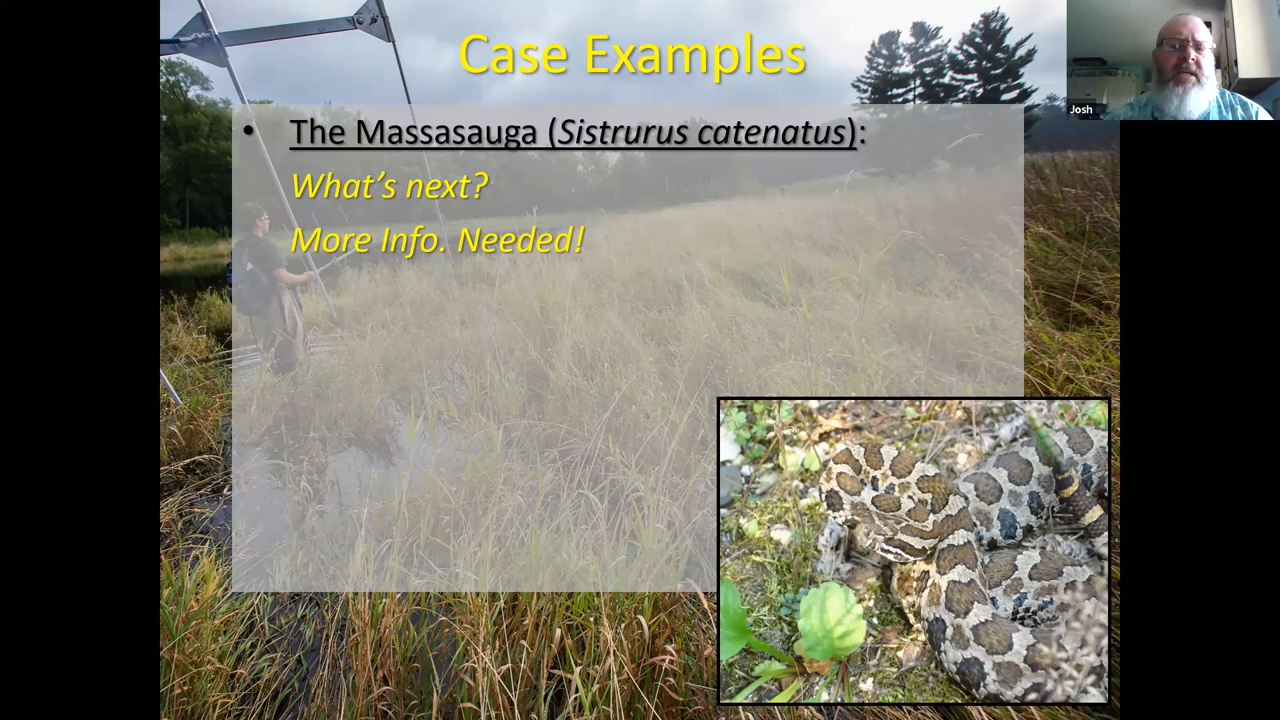 Case Examples
• The Massasauga (Sistrurus catenatus):
What's next?
More Info. Needed!
Josh